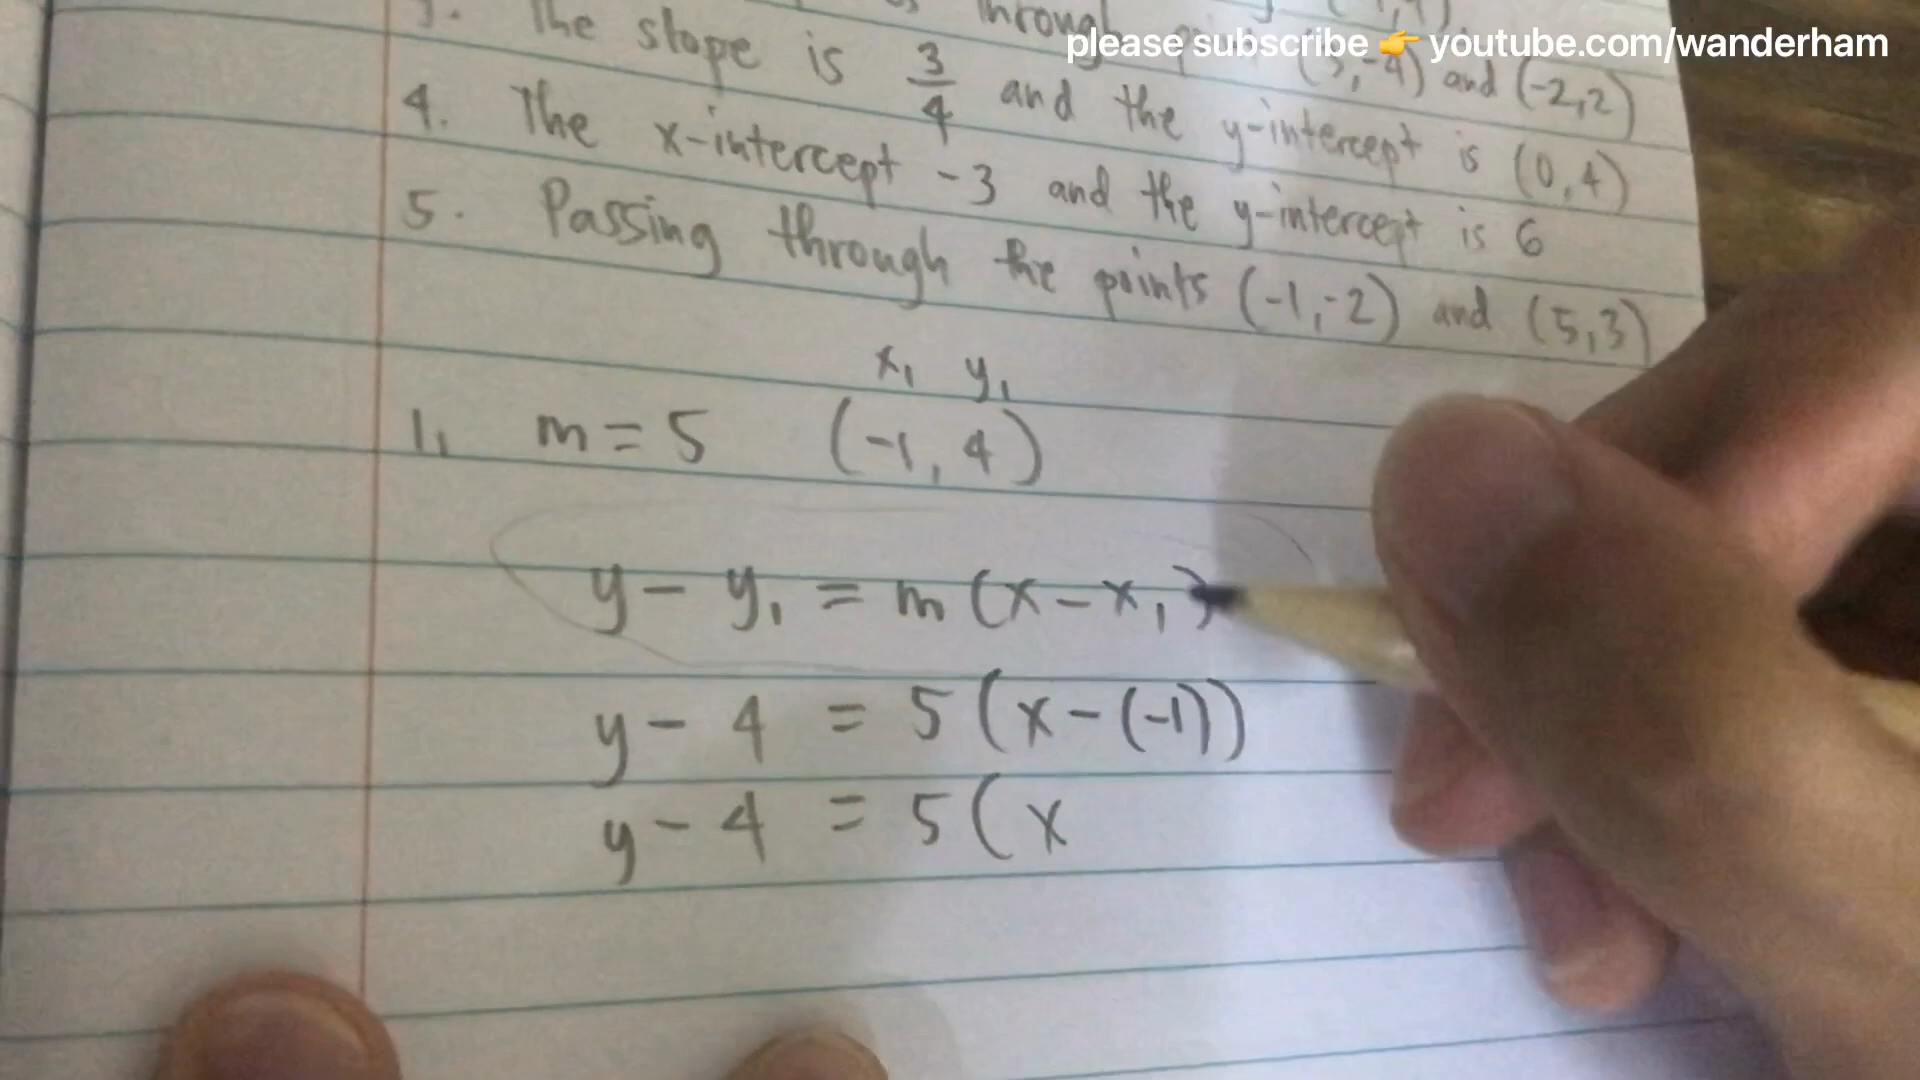 through (3,-4) and (-2,2)
3. The slope is 3/4 and the y-intercept is (0,4)
4. The x-intercept -3 and the y-intercept is 6
5. Passing through the points (-1,-2) and (5,3)
x₁ y₁
1. m = 5 (-1, 4)
y - y₁ = m(x - x₁)
y - 4 = 5(x-(-1))
y - 4 = 5(x
please subscribe 👉 youtube.com/wanderham